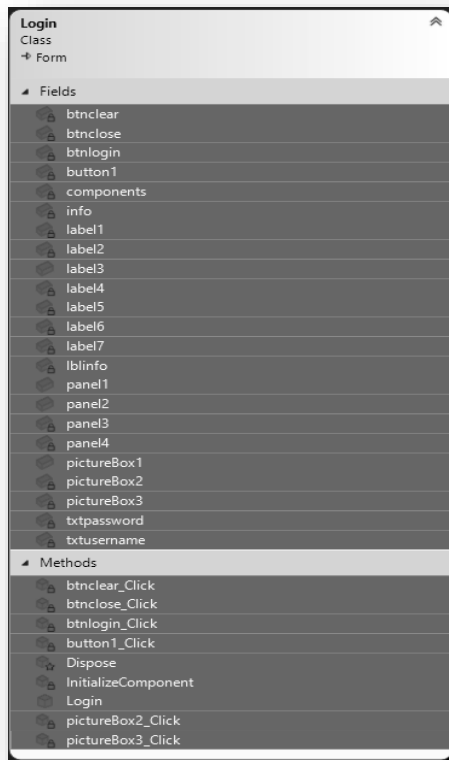 Login
Class
Form
Fields
btnclear
btnclose
btnlogin
button1
components
info
label1
label2
label3
label4
label5
label6
label7
lblinfo
panel1
panel2
panel3
panel4
pictureBox1
pictureBox2
pictureBox3
txtpassword
txtusername
Methods
btnclear_Click
btnclose_Click
btnlogin_Click
button1_Click
Dispose
InitializeComponent
Login
pictureBox2_Click
pictureBox3_Click